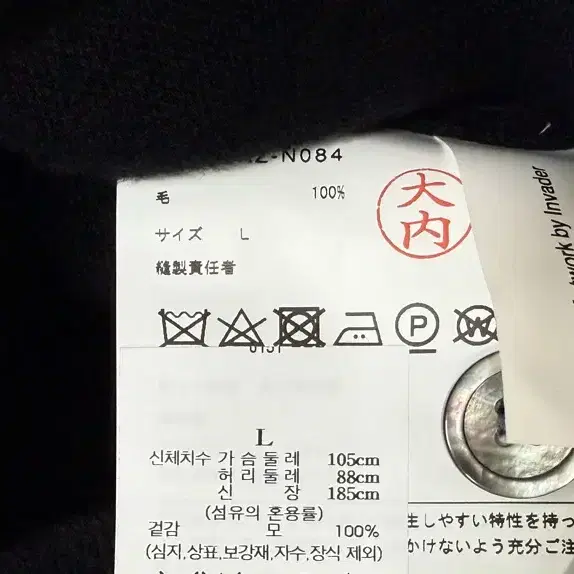 Z-N084
毛 100%
サイズ L
縫製責任者
大内
P
W
L
신체치수 가슴둘레 105cm
허리둘레 88cm
신장 185cm
(섬유의 혼용률)
겉감 모 100%
(심지,상표,보강재,자수,장식 제외)
生しやすい特性を持っ
かけないよう充分ご注
work by Invader